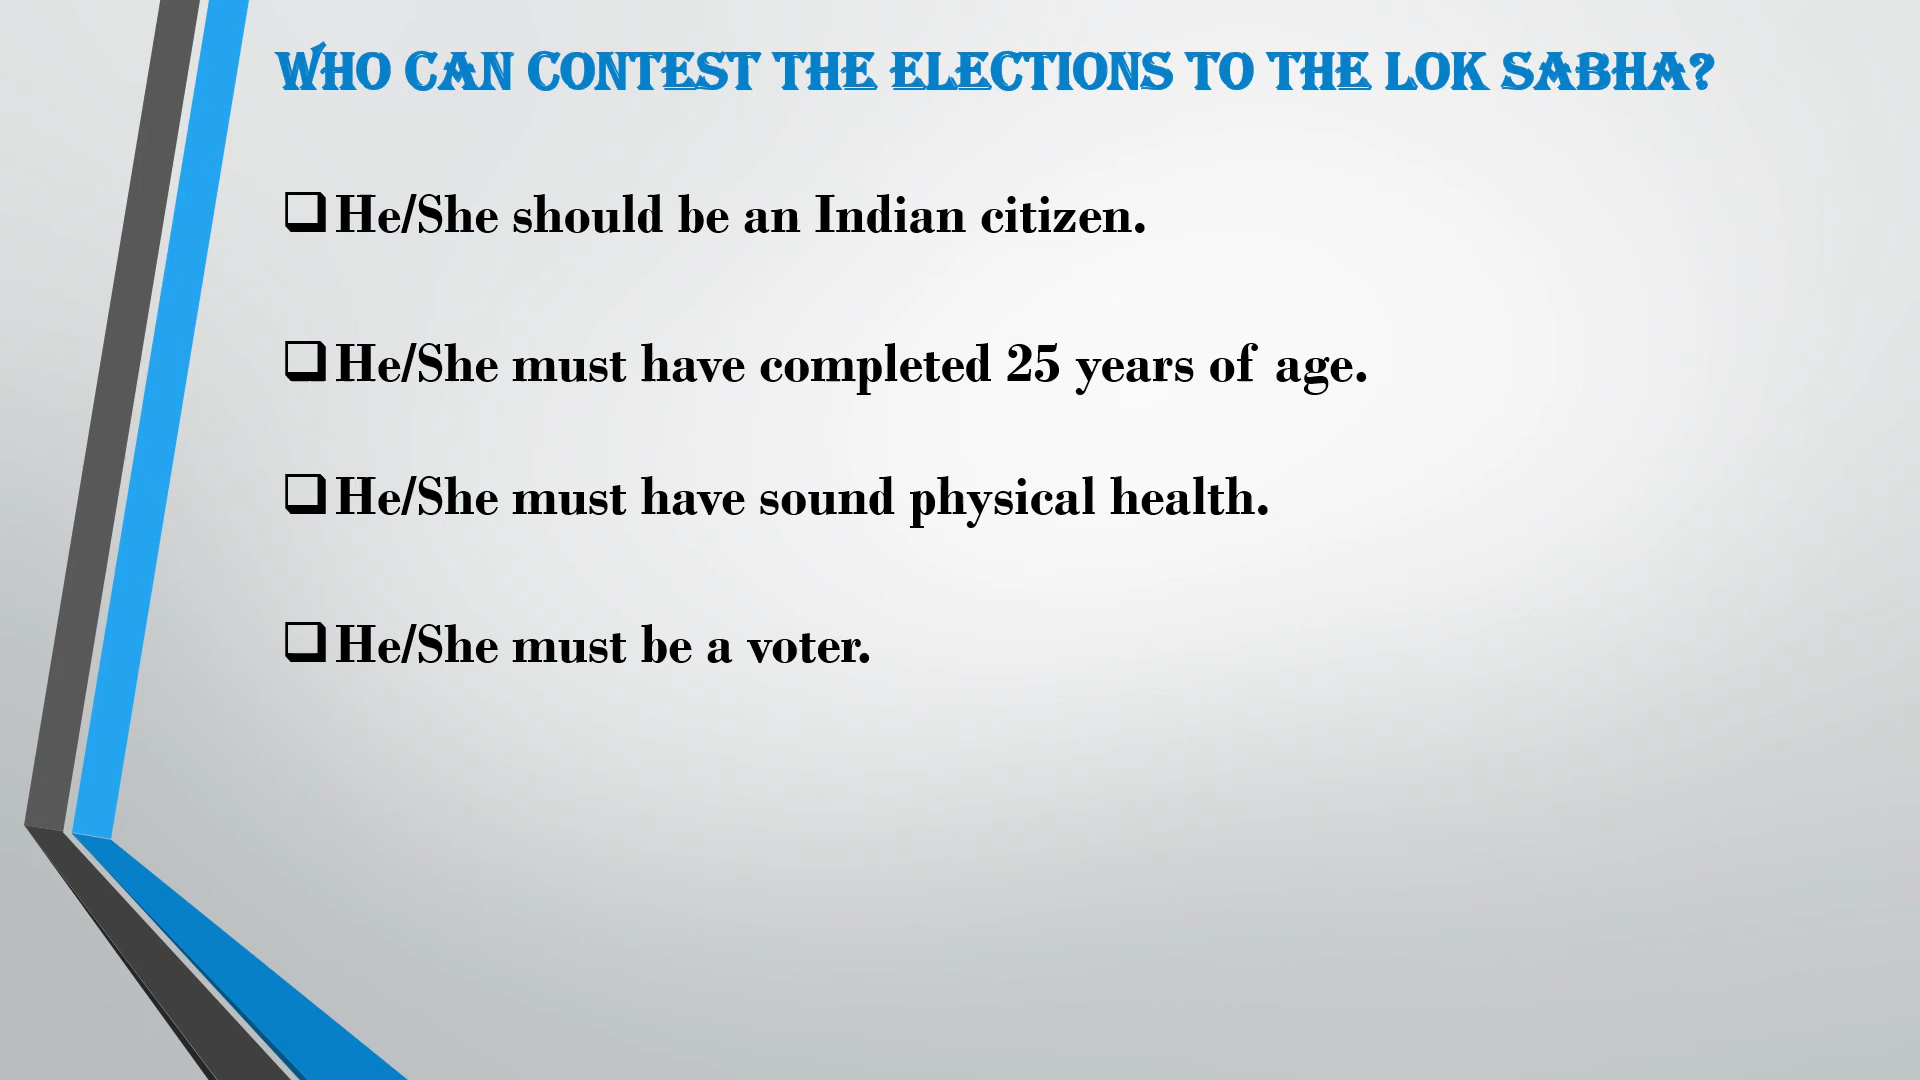 WHO CAN CONTEST THE ELECTIONS TO THE LOK SABHA?
He/She should be an Indian citizen.
He/She must have completed 25 years of age.
He/She must have sound physical health.
He/She must be a voter.